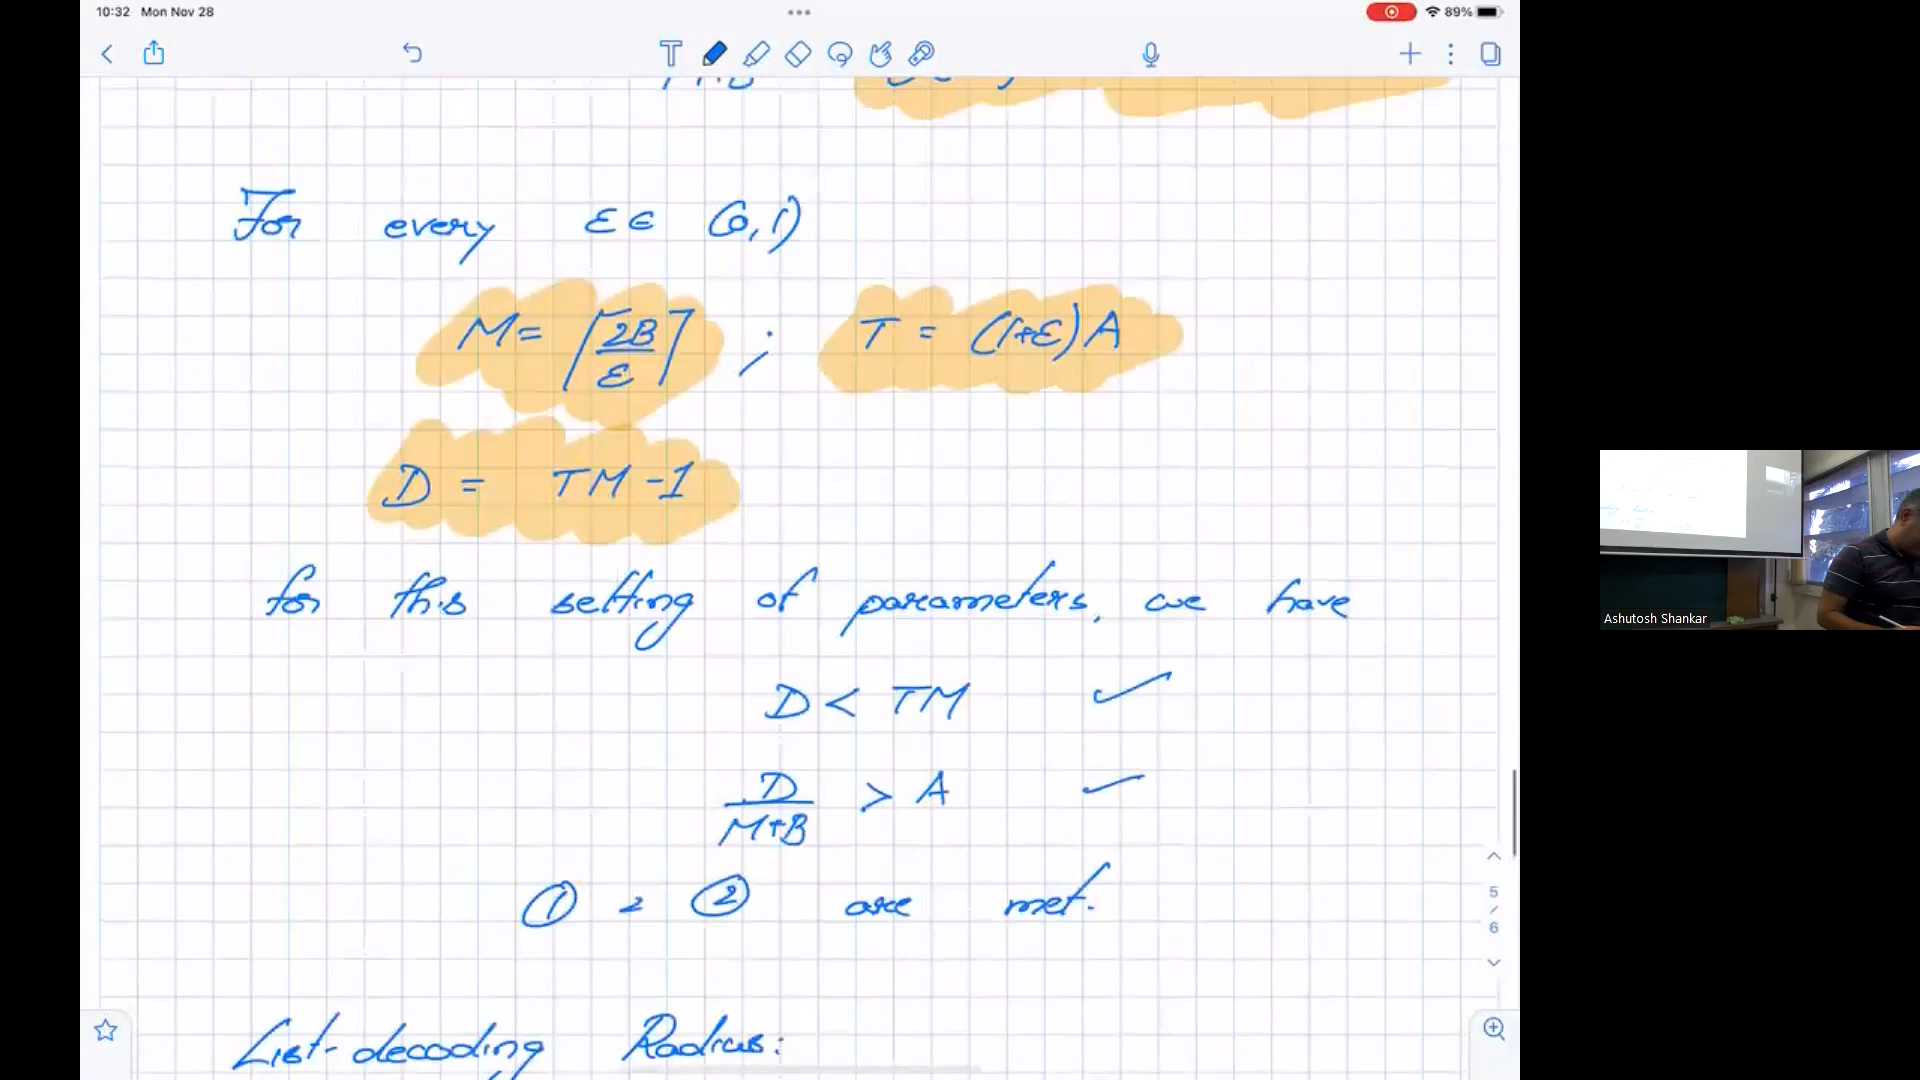 10:32 Mon Nov 28
89%
For every ε ∈ (0,1)
M = ⌈2B/ε⌉ ; T = (1+ε)A
D = TM -1
for this setting of parameters, we have
D < TM ✓
D/(M+B) > A ✓
① & ② are met.
5
/
6
List-decoding Radius:
Ashutosh Shankar